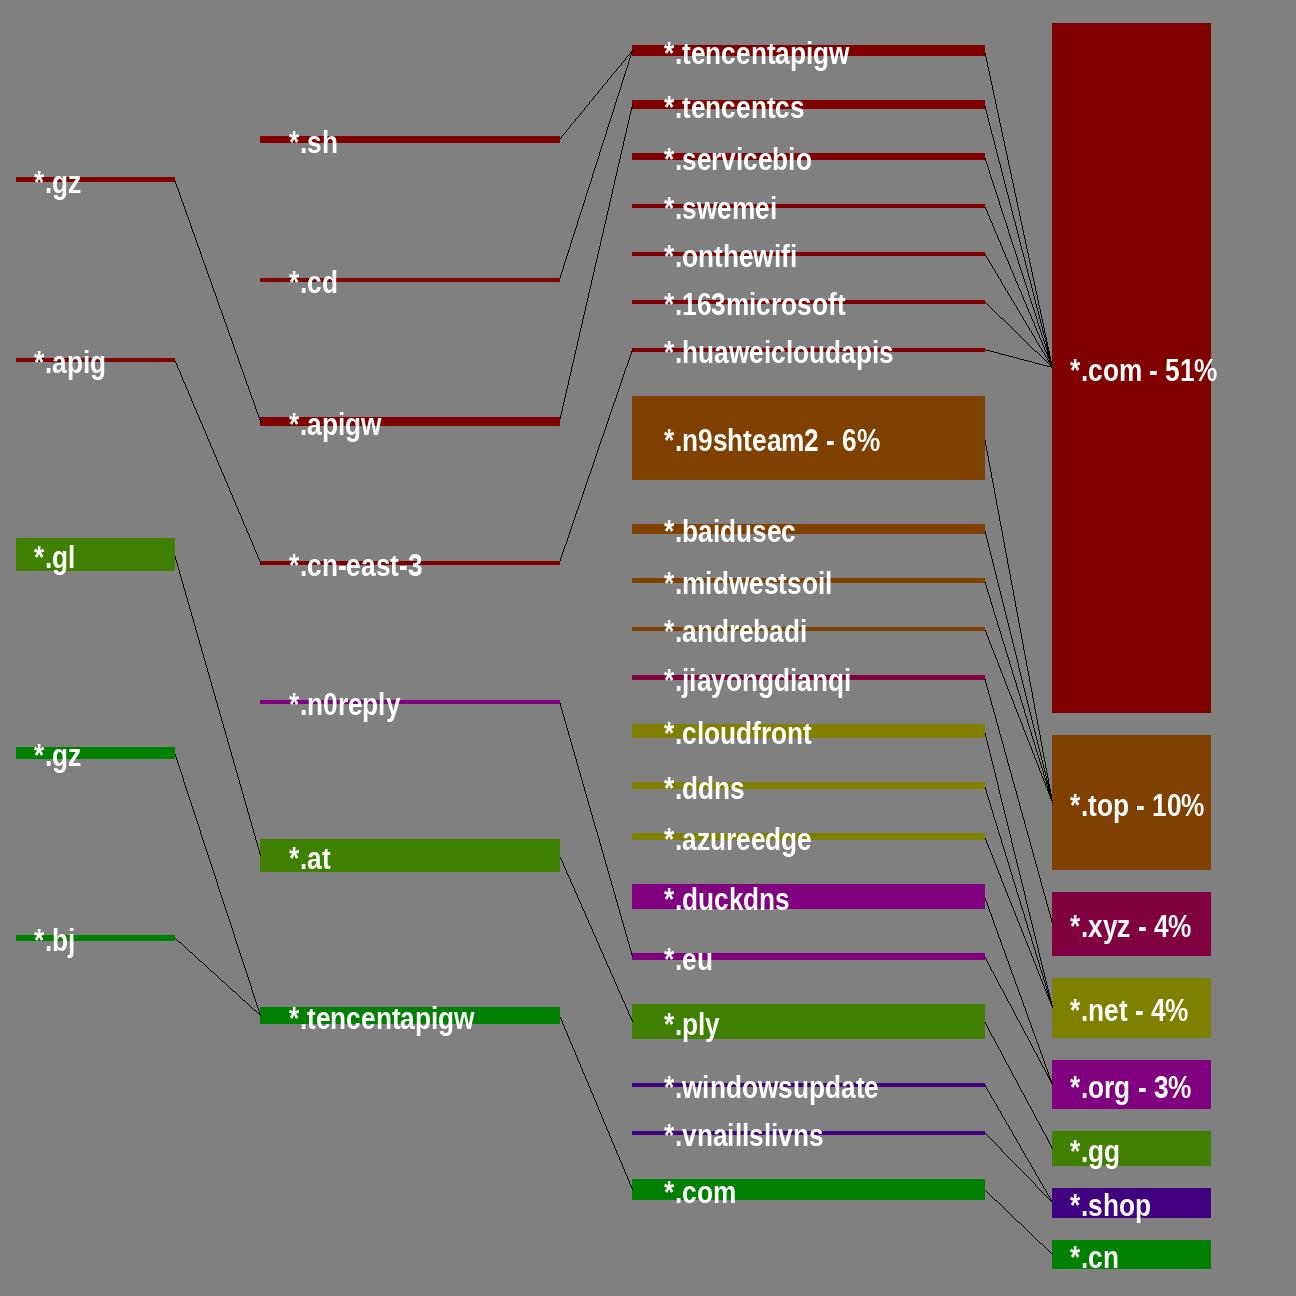 *.gz
*.apig
*.gl
*.gz
*.bj
*.sh
*.cd
*.apigw
*.cn-east-3
*.n0reply
*.at
*.tencentapigw
*.tencentapigw
*.tencentcs
*.servicebio
*.swemei
*.onthewifi
*.163microsoft
*.huaweicloudapis
*.n9shteam2 - 6%
*.baidusec
*.midwestsoil
*.andrebadi
*.jiayongdianqi
*.cloudfront
*.ddns
*.azureedge
*.duckdns
*.eu
*.ply
*.windowsupdate
*.vnaillslivns
*.com
*.com - 51%
*.top - 10%
*.xyz - 4%
*.net - 4%
*.org - 3%
*.gg
*.shop
*.cn